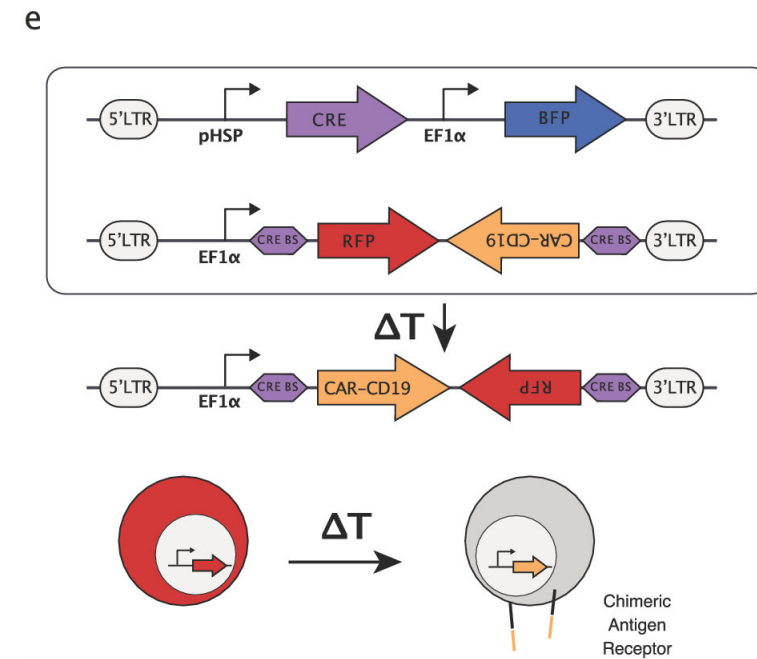 e
5'LTR pHSP CRE EF1α BFP 3'LTR
5'LTR EF1α CRE BS RFP CAR-CD19 CRE BS 3'LTR
ΔT
5'LTR EF1α CRE BS CAR-CD19 RFP CRE BS 3'LTR
ΔT
Chimeric
Antigen
Receptor